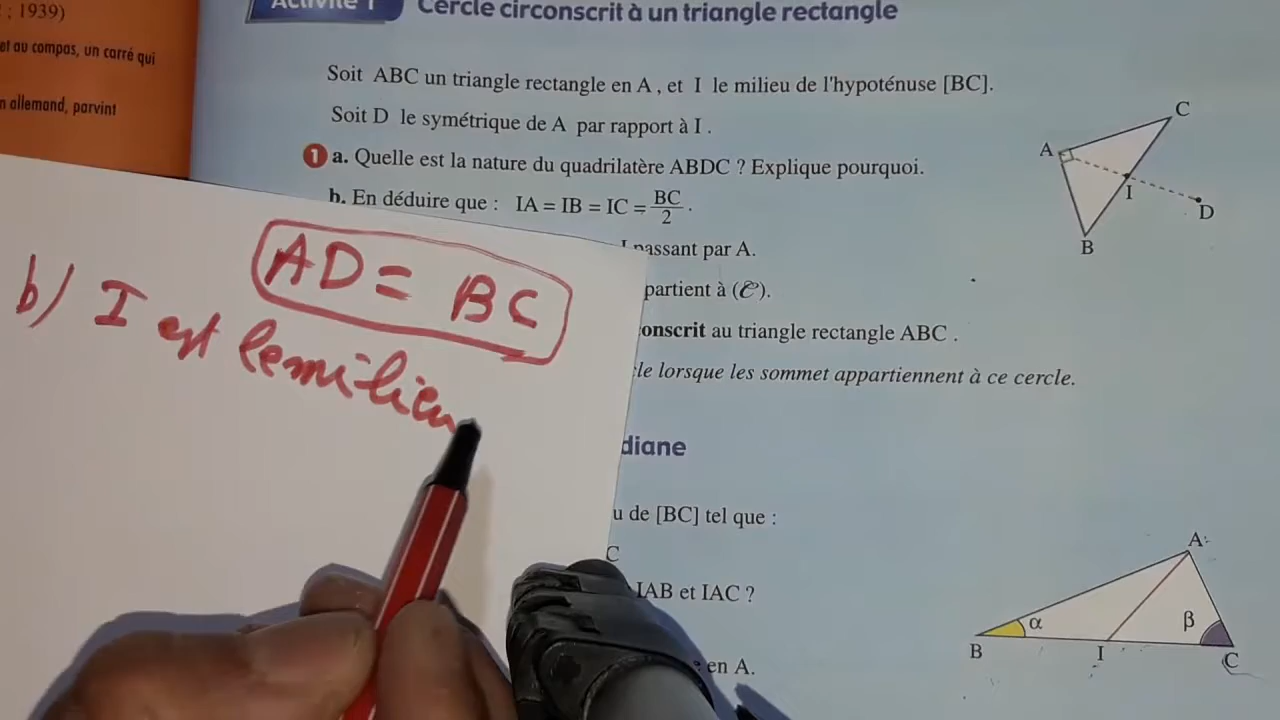 ; 1939)
et au compas, un carré qui
n allemand, parvint
Activité 1 Cercle circonscrit à un triangle rectangle
Soit ABC un triangle rectangle en A , et I le milieu de l'hypoténuse [BC].
Soit D le symétrique de A par rapport à I .
1 a. Quelle est la nature du quadrilatère ABDC ? Explique pourquoi.
b. En déduire que : IA = IB = IC = BC/2 .
I passant par A.
partient à (𝒞).
onscrit au triangle rectangle ABC .
cle lorsque les sommet appartiennent à ce cercle.
A
C
I
D
B
AD = BC
b) I est le milieu
diane
u de [BC] tel que :
C
IAB et IAC ?
e en A.
A
α
β
B
I
C